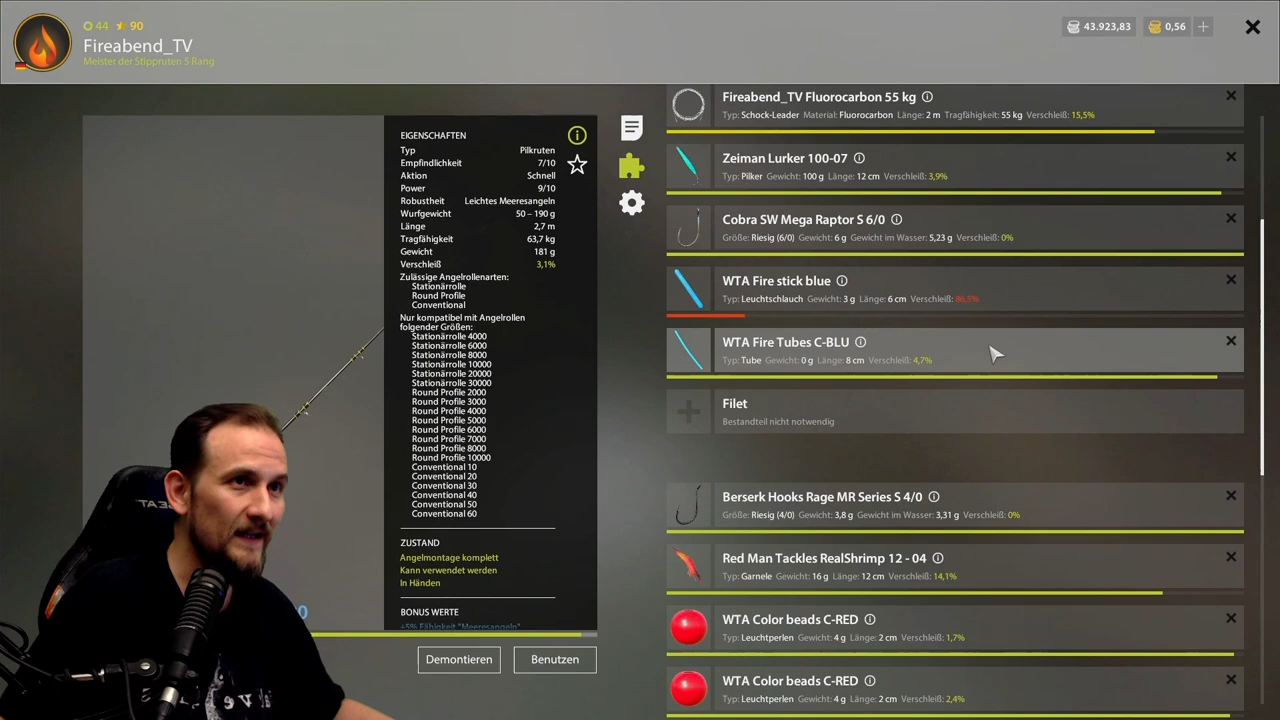 44 90
Fireabend_TV
Meister der Stippruten S Rang
43.923,83
0,56
EIGENSCHAFTEN
Typ Pilkruten
Empfindlichkeit 7/10
Aktion Schnell
Power 9/10
Robustheit Leichtes Meeresangeln
Wurfgewicht 50 – 190 g
Länge 2,7 m
Tragfähigkeit 63,7 kg
Gewicht 181 g
Verschleiß 3,1%
Zulässige Angelrollenarten:
Stationärrolle
Round Profile
Conventional
Nur kompatibel mit Angelrollen
folgender Größen:
Stationärrolle 4000
Stationärrolle 6000
Stationärrolle 8000
Stationärrolle 10000
Stationärrolle 20000
Stationärrolle 30000
Round Profile 2000
Round Profile 3000
Round Profile 4000
Round Profile 5000
Round Profile 6000
Round Profile 7000
Round Profile 8000
Round Profile 10000
Conventional 10
Conventional 20
Conventional 30
Conventional 40
Conventional 50
Conventional 60
ZUSTAND
Angelmontage komplett
Kann verwendet werden
In Händen
BONUS WERTE
+5% Fähigkeit "Meeresangeln"
Demontieren
Benutzen
Fireabend_TV Fluorocarbon 55 kg
Typ: Schock-Leader Material: Fluorocarbon Länge: 2 m Tragfähigkeit: 55 kg Verschleiß: 15,5%
Zeiman Lurker 100-07
Typ: Pilker Gewicht: 100 g Länge: 12 cm Verschleiß: 3,9%
Cobra SW Mega Raptor S 6/0
Größe: Riesig (6/0) Gewicht: 6 g Gewicht im Wasser: 5,23 g Verschleiß: 0%
WTA Fire stick blue
Typ: Leuchtschlauch Gewicht: 3 g Länge: 6 cm Verschleiß: 86,5%
WTA Fire Tubes C-BLU
Typ: Tube Gewicht: 0 g Länge: 8 cm Verschleiß: 4,7%
Filet
Bestandteil nicht notwendig
Berserk Hooks Rage MR Series S 4/0
Größe: Riesig (4/0) Gewicht: 3,8 g Gewicht im Wasser: 3,31 g Verschleiß: 0%
Red Man Tackles RealShrimp 12 - 04
Typ: Garnele Gewicht: 16 g Länge: 12 cm Verschleiß: 14,1%
WTA Color beads C-RED
Typ: Leuchtperlen Gewicht: 4 g Länge: 2 cm Verschleiß: 1,7%
WTA Color beads C-RED
Typ: Leuchtperlen Gewicht: 4 g Länge: 2 cm Verschleiß: 2,4%